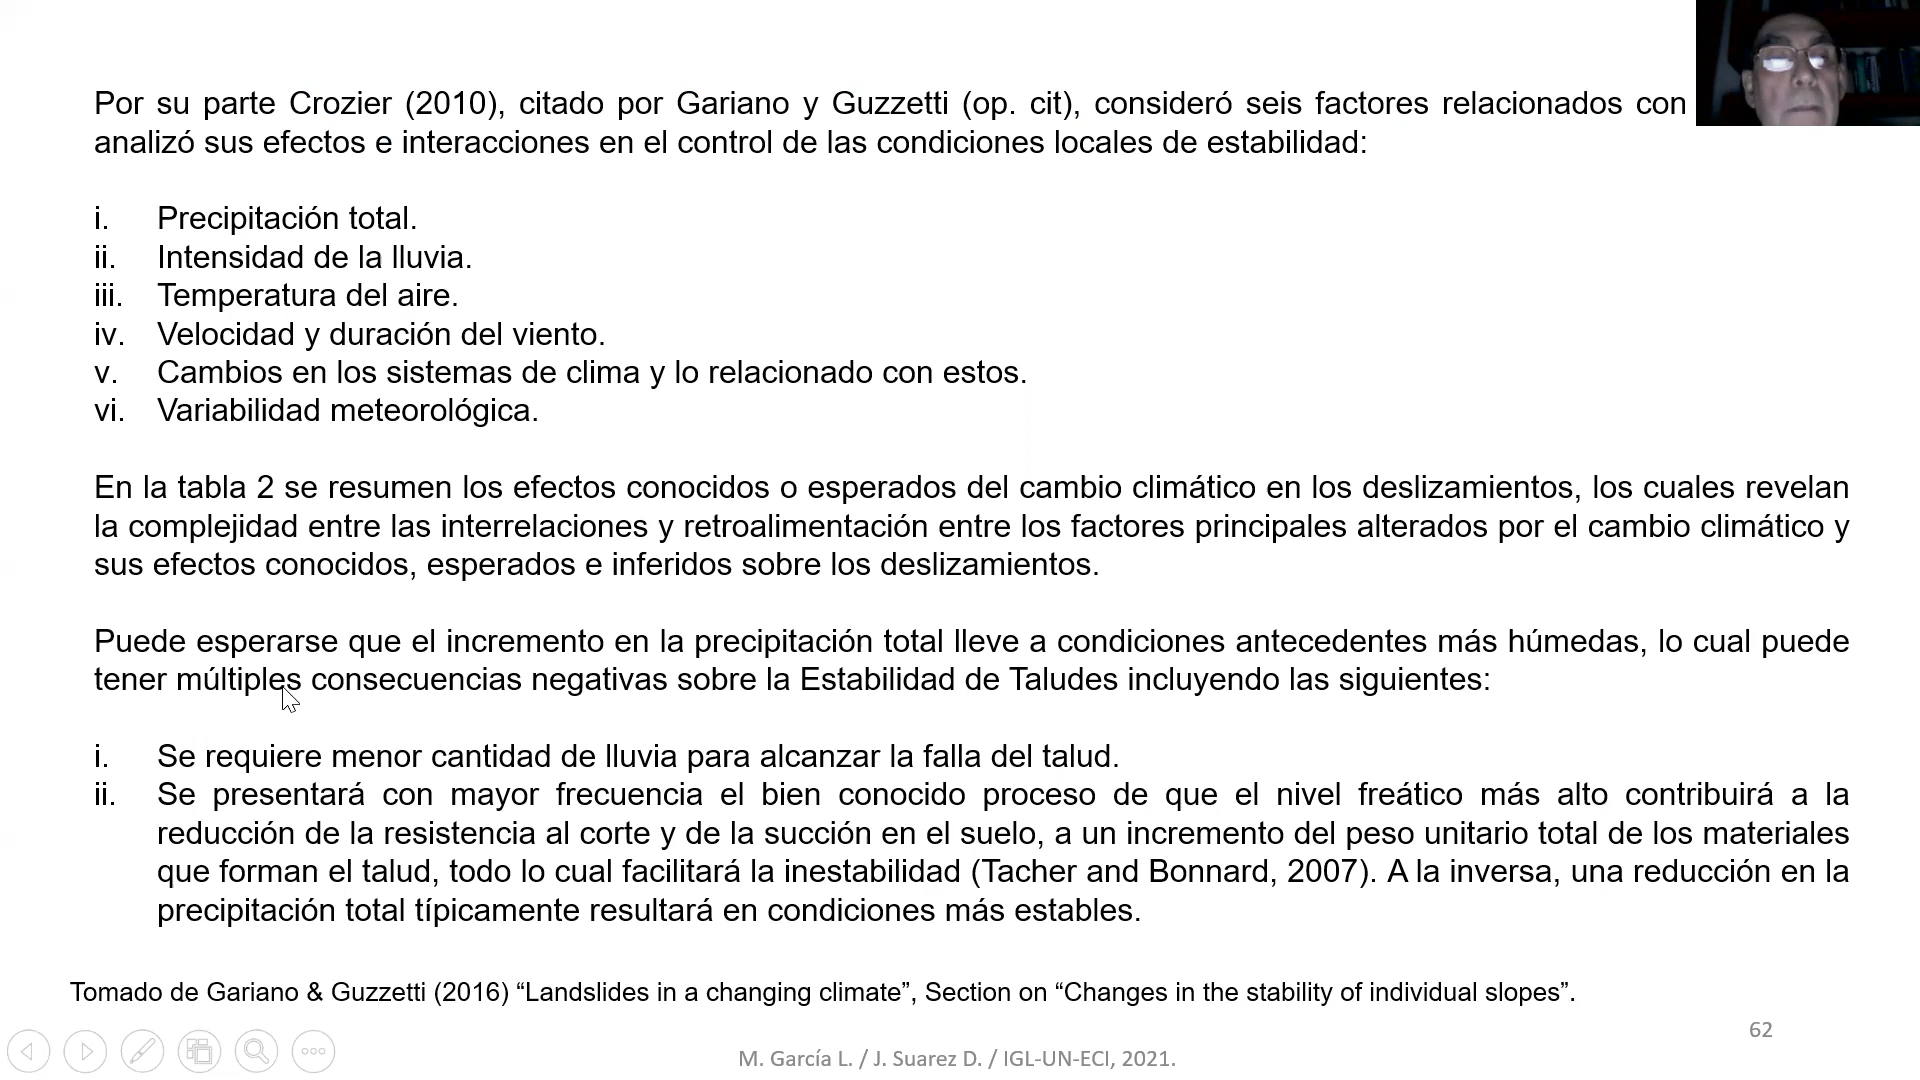 Por su parte Crozier (2010), citado por Gariano y Guzzetti (op. cit), consideró seis factores relacionados con
analizó sus efectos e interacciones en el control de las condiciones locales de estabilidad:
i. Precipitación total.
ii. Intensidad de la lluvia.
iii. Temperatura del aire.
iv. Velocidad y duración del viento.
v. Cambios en los sistemas de clima y lo relacionado con estos.
vi. Variabilidad meteorológica.
En la tabla 2 se resumen los efectos conocidos o esperados del cambio climático en los deslizamientos, los cuales revelan
la complejidad entre las interrelaciones y retroalimentación entre los factores principales alterados por el cambio climático y
sus efectos conocidos, esperados e inferidos sobre los deslizamientos.
Puede esperarse que el incremento en la precipitación total lleve a condiciones antecedentes más húmedas, lo cual puede
tener múltiples consecuencias negativas sobre la Estabilidad de Taludes incluyendo las siguientes:
i. Se requiere menor cantidad de lluvia para alcanzar la falla del talud.
ii. Se presentará con mayor frecuencia el bien conocido proceso de que el nivel freático más alto contribuirá a la
reducción de la resistencia al corte y de la succión en el suelo, a un incremento del peso unitario total de los materiales
que forman el talud, todo lo cual facilitará la inestabilidad (Tacher and Bonnard, 2007). A la inversa, una reducción en la
precipitación total típicamente resultará en condiciones más estables.
Tomado de Gariano & Guzzetti (2016) “Landslides in a changing climate”, Section on “Changes in the stability of individual slopes”.
62
M. García L. / J. Suarez D. / IGL-UN-ECI, 2021.